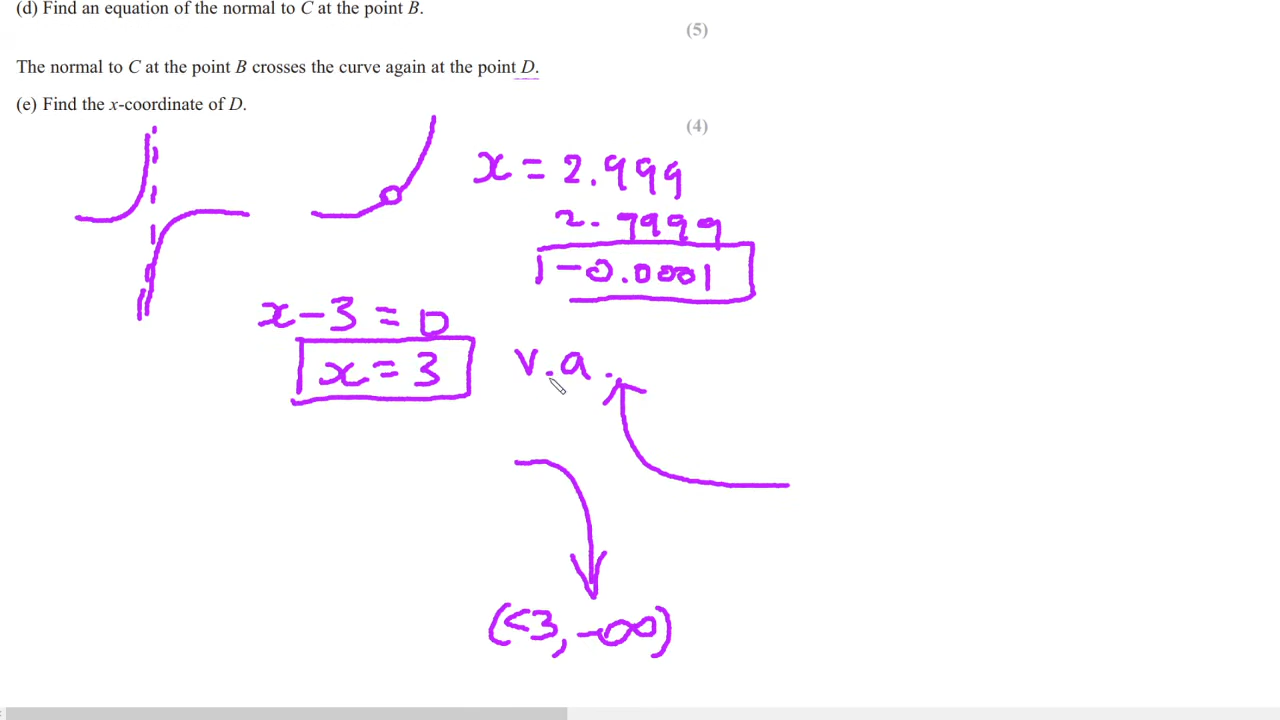 (d) Find an equation of the normal to C at the point B.
(5)
The normal to C at the point B crosses the curve again at the point D.
(e) Find the x-coordinate of D.
(4)
x = 2.999
2.7999
1-0.0001
x-3 = 0
x = 3
v.a.
(<3, -∞)